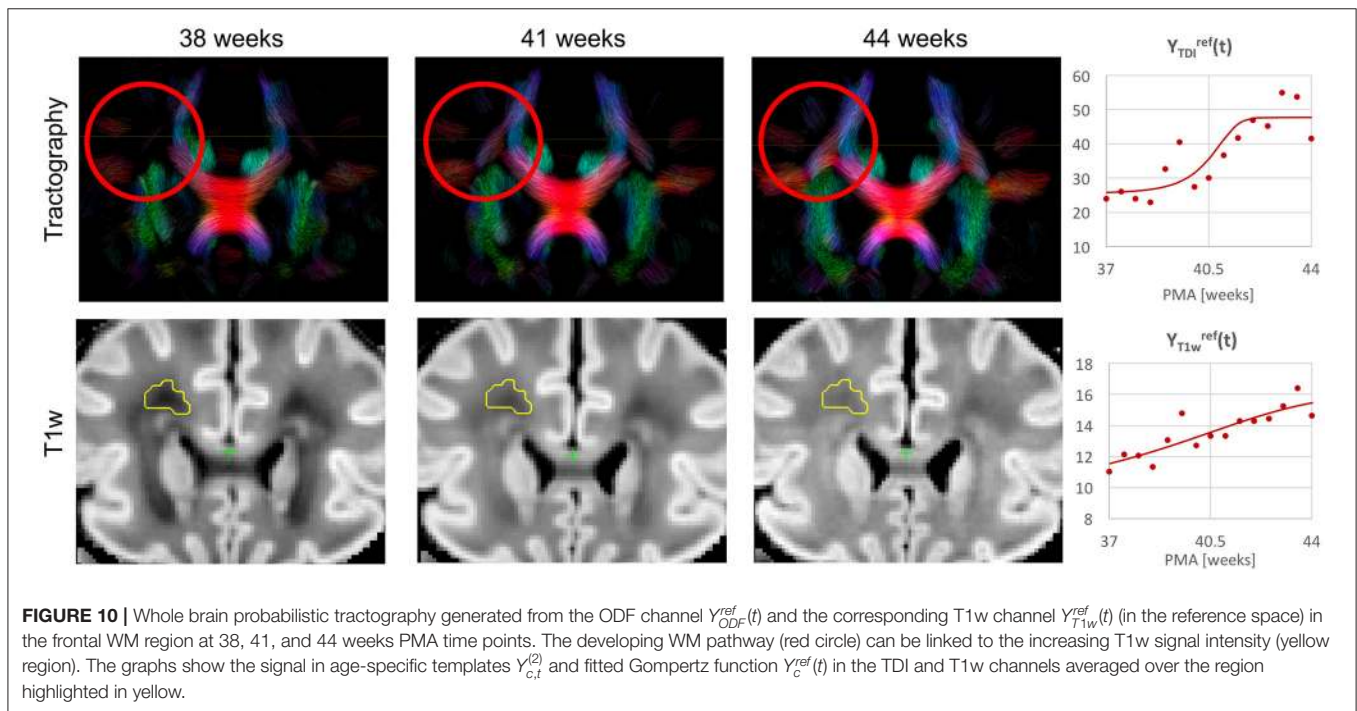 38 weeks
41 weeks
44 weeks
Tractography
T1w
Y_TDI^ref(t)
60
50
40
30
20
10
37
40.5
44
PMA [weeks]
Y_T1w^ref(t)
18
16
14
12
10
8
37
40.5
44
PMA [weeks]
FIGURE 10 | Whole brain probabilistic tractography generated from the ODF channel Y_ODF^ref(t) and the corresponding T1w channel Y_T1w^ref(t) (in the reference space) in
the frontal WM region at 38, 41, and 44 weeks PMA time points. The developing WM pathway (red circle) can be linked to the increasing T1w signal intensity (yellow
region). The graphs show the signal in age-specific templates Y_c,t^(2) and fitted Gompertz function Y_c^ref(t) in the TDI and T1w channels averaged over the region
highlighted in yellow.